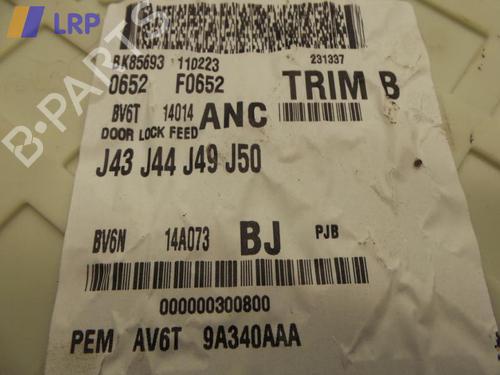 LRP
BK85693 110223 231337
0652 F0652 TRIM B
BV6T 14014 ANC
DOOR LOCK FEED
J43 J44 J49 J50
BV6N 14A073 BJ PJB
000000300800
PEM AV6T 9A340AAA